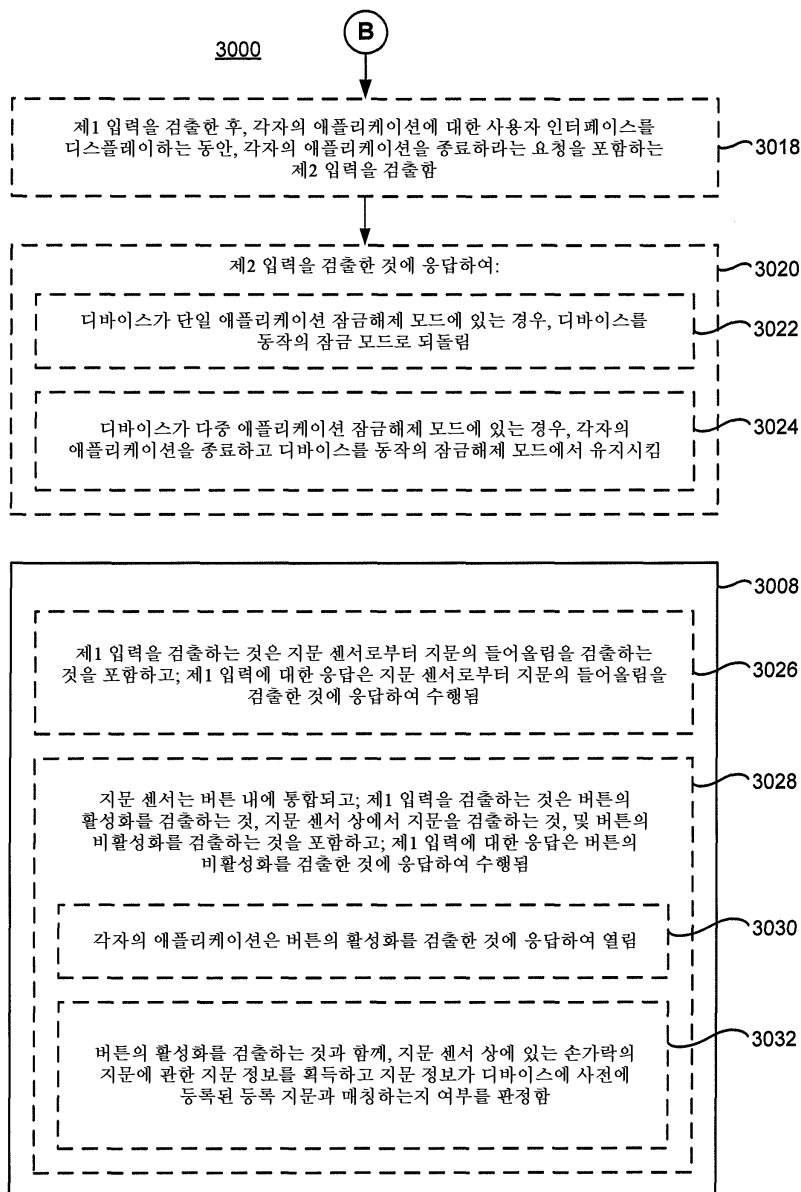 3000
B
제1 입력을 검출한 후, 각자의 애플리케이션에 대한 사용자 인터페이스를
디스플레이하는 동안, 각자의 애플리케이션을 종료하라는 요청을 포함하는
제2 입력을 검출함
3018
제2 입력을 검출한 것에 응답하여:
3020
디바이스가 단일 애플리케이션 잠금해제 모드에 있는 경우, 디바이스를
동작의 잠금 모드로 되돌림
3022
디바이스가 다중 애플리케이션 잠금해제 모드에 있는 경우, 각자의
애플리케이션을 종료하고 디바이스를 동작의 잠금해제 모드에서 유지시킴
3024
3008
제1 입력을 검출하는 것은 지문 센서로부터 지문의 들어올림을 검출하는
것을 포함하고; 제1 입력에 대한 응답은 지문 센서로부터 지문의 들어올림을
검출한 것에 응답하여 수행됨
3026
지문 센서는 버튼 내에 통합되고; 제1 입력을 검출하는 것은 버튼의
활성화를 검출하는 것, 지문 센서 상에서 지문을 검출하는 것, 및 버튼의
비활성화를 검출하는 것을 포함하고; 제1 입력에 대한 응답은 버튼의
비활성화를 검출한 것에 응답하여 수행됨
3028
각자의 애플리케이션은 버튼의 활성화를 검출한 것에 응답하여 열림
3030
버튼의 활성화를 검출하는 것과 함께, 지문 센서 상에 있는 손가락의
지문에 관한 지문 정보를 획득하고 지문 정보가 디바이스에 사전에
등록된 등록 지문과 매칭하는지 여부를 판정함
3032